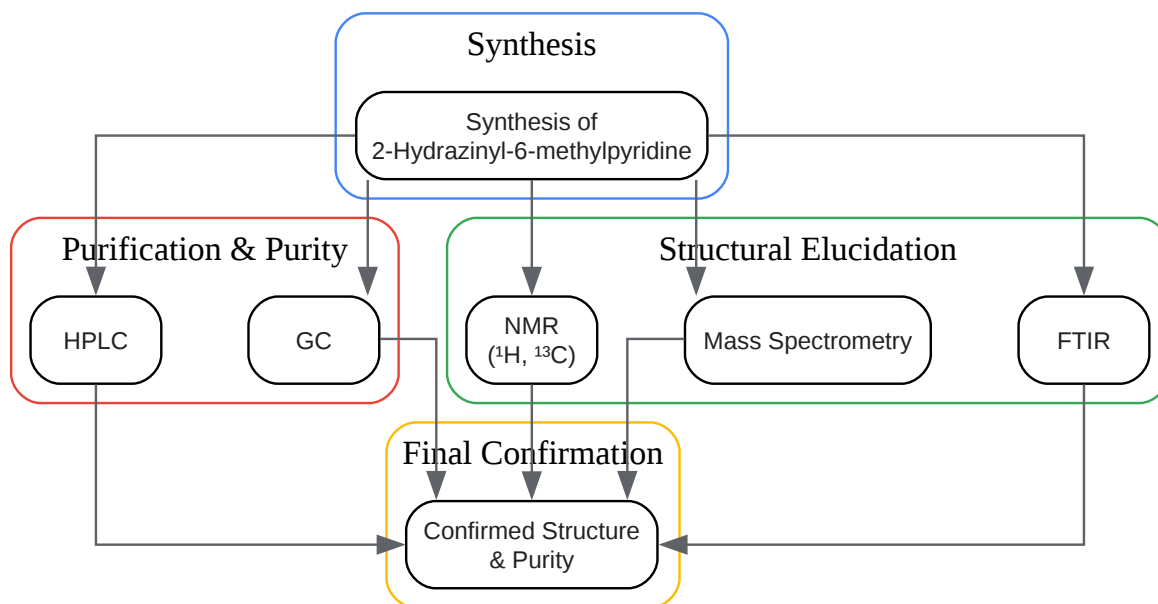 Synthesis
Synthesis of
2-Hydrazinyl-6-methylpyridine
Purification & Purity
Structural Elucidation
HPLC
GC
NMR
(¹H, ¹³C)
Mass Spectrometry
FTIR
Final Confirmation
Confirmed Structure
& Purity